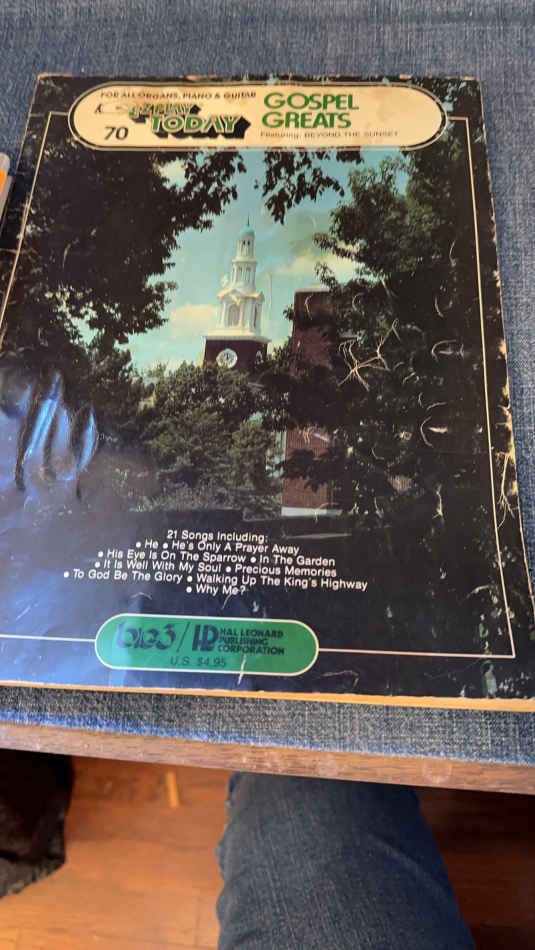 FOR ALL ORGANS, PIANO & GUITAR
E-Z PLAY
TODAY
70
GOSPEL
GREATS
Featuring: BEYOND THE SUNSET
21 Songs Including:
• He • He's Only A Prayer Away
• His Eye Is On The Sparrow • In The Garden
• It Is Well With My Soul • Precious Memories
• To God Be The Glory • Walking Up The King's Highway
• Why Me?
HAL LEONARD
PUBLISHING
CORPORATION
U.S. $4.95